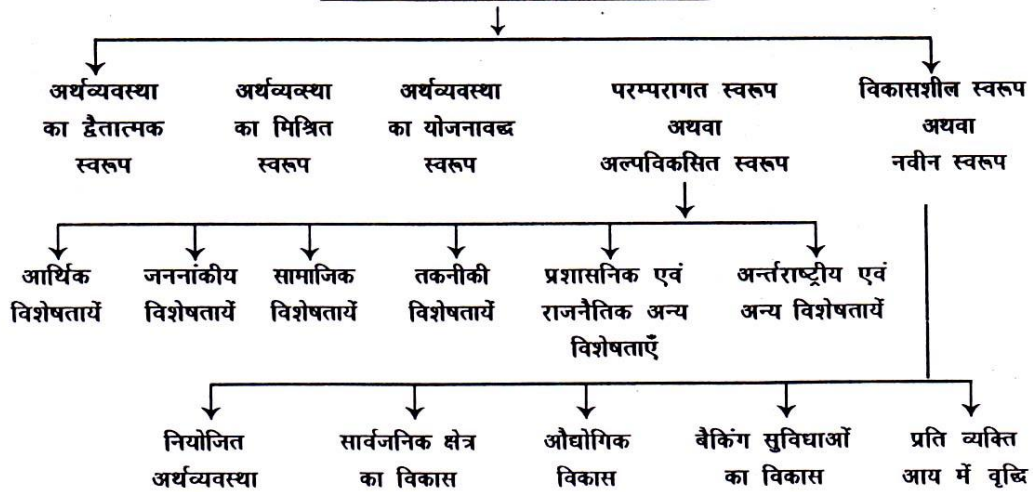 अर्थव्यवस्था
का द्वैतात्मक
स्वरूप
अर्थव्यव्स्था
का मिश्रित
स्वरूप
अर्थव्यवस्था
का योजनावद्ध
स्वरूप
परम्परागत स्वरूप
अथवा
अल्पविकसित स्वरूप
विकासशील स्वरूप
अथवा
नवीन स्वरूप
आर्थिक
विशेषतायें
जननांकीय
विशेषतायें
सामाजिक
विशेषतायें
तकनीकी
विशेषतायें
प्रशासनिक एवं
राजनैतिक अन्य
विशेषताएँ
अर्न्तराष्ट्रीय एवं
अन्य विशेषतायें
नियोजित
अर्थव्यवस्था
सार्वजनिक क्षेत्र
का विकास
औद्योगिक
विकास
बैकिंग सुविधाओं
का विकास
प्रति व्यक्ति
आय में वृद्धि